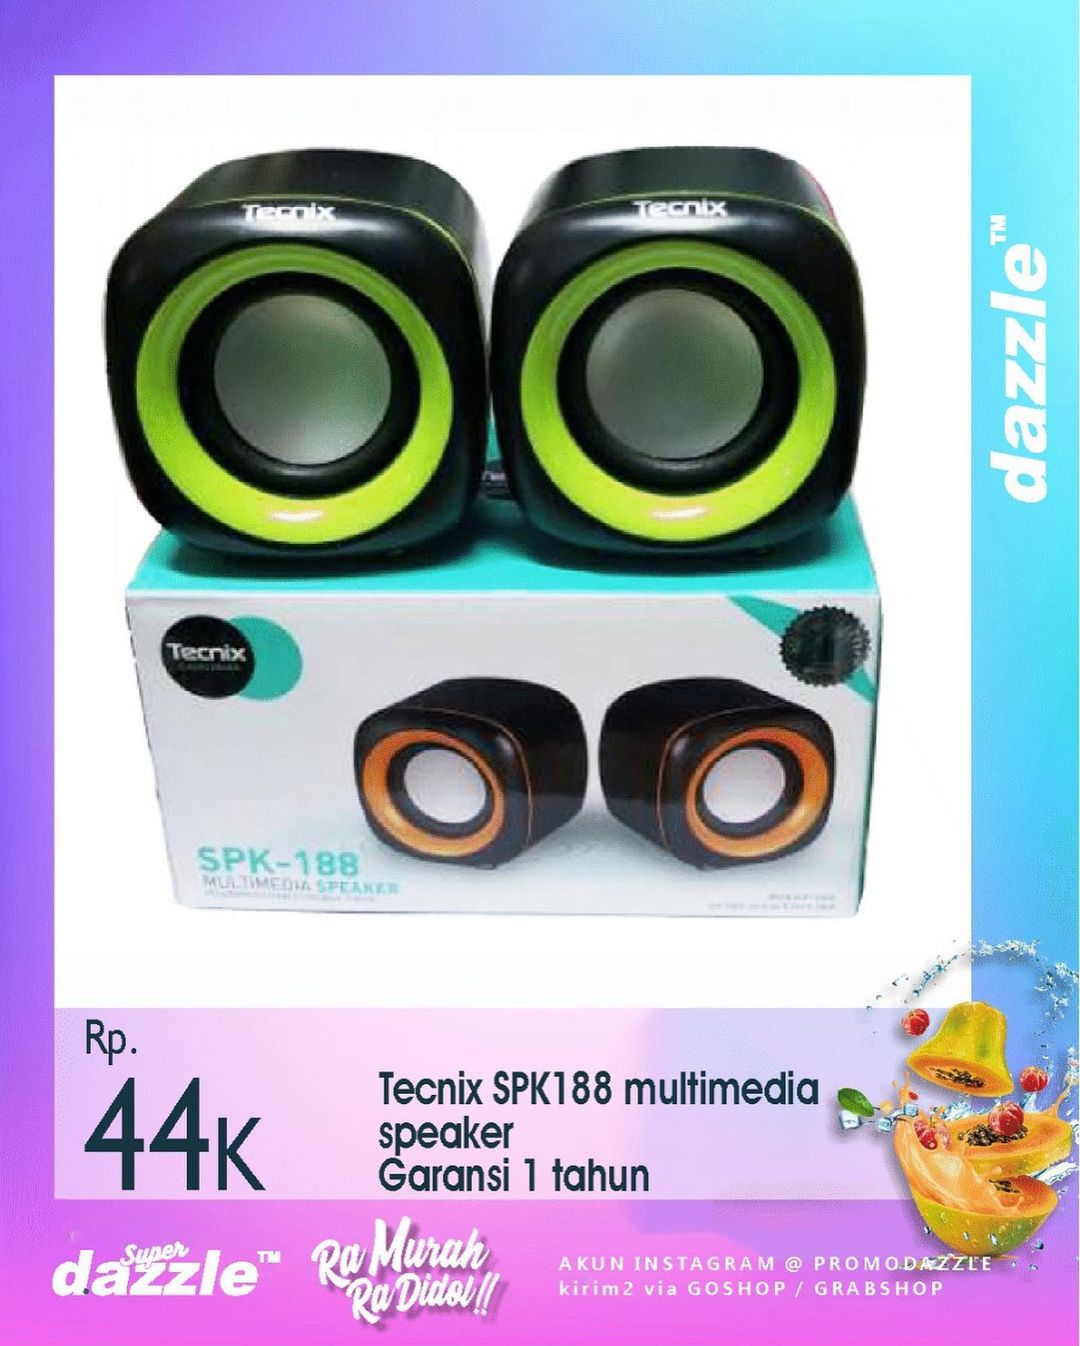 Tecnix
Tecnix
dazzle™
Tecnix
SPK-188
MULTIMEDIA SPEAKER
Rp.
44K
Tecnix SPK188 multimedia
speaker
Garansi 1 tahun
Super
dazzle™
Ra Murah
Ra Didol!!
AKUN INSTAGRAM @ PROMODAZZLE
kirim2 via GOSHOP / GRABSHOP